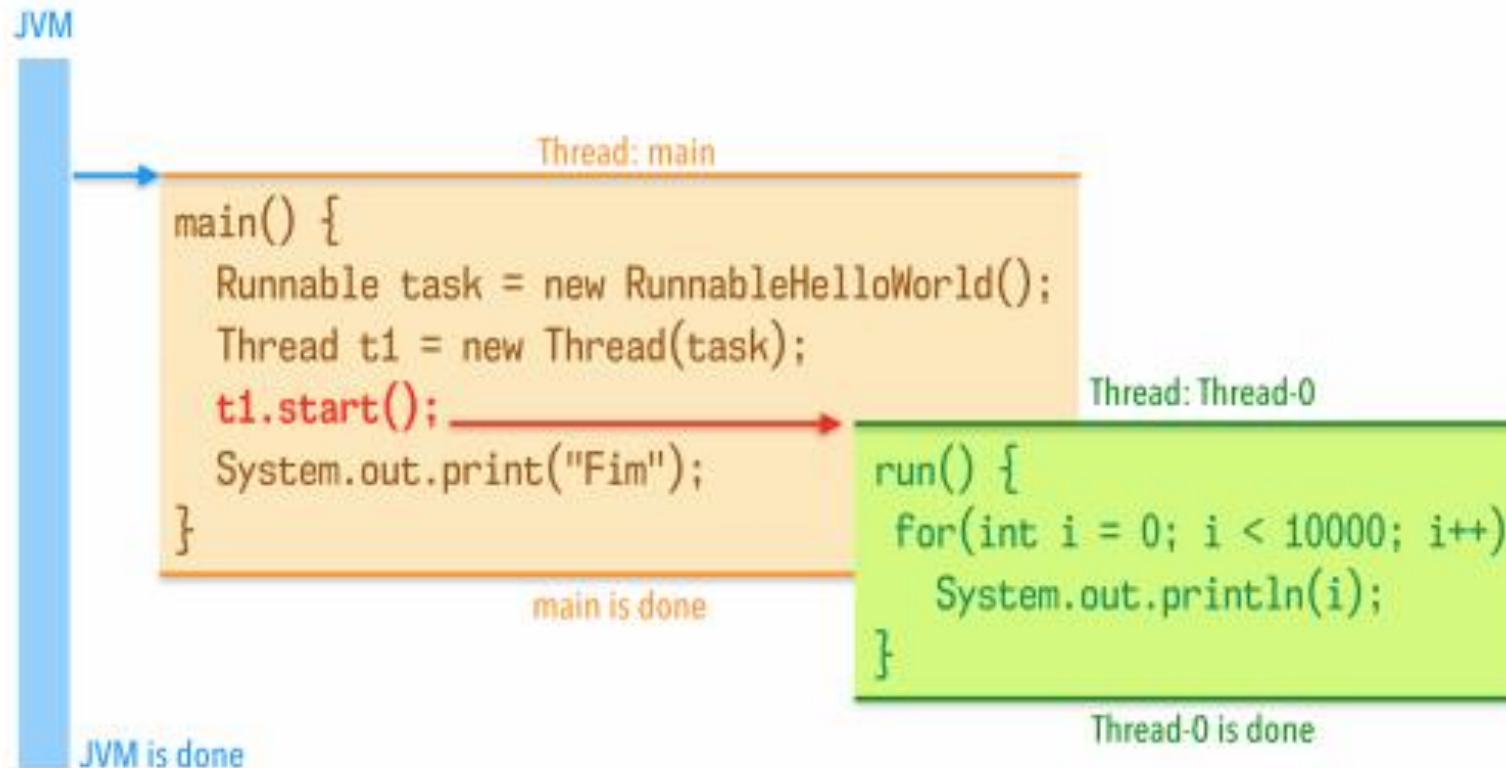 JVM
Thread: main
main() {
Runnable task = new RunnableHelloWorld();
Thread t1 = new Thread(task);
t1.start();
System.out.print("Fim");
}
main is done
Thread: Thread-0
run() {
for(int i = 0; i < 10000; i++)
System.out.println(i);
}
Thread-0 is done
JVM is done